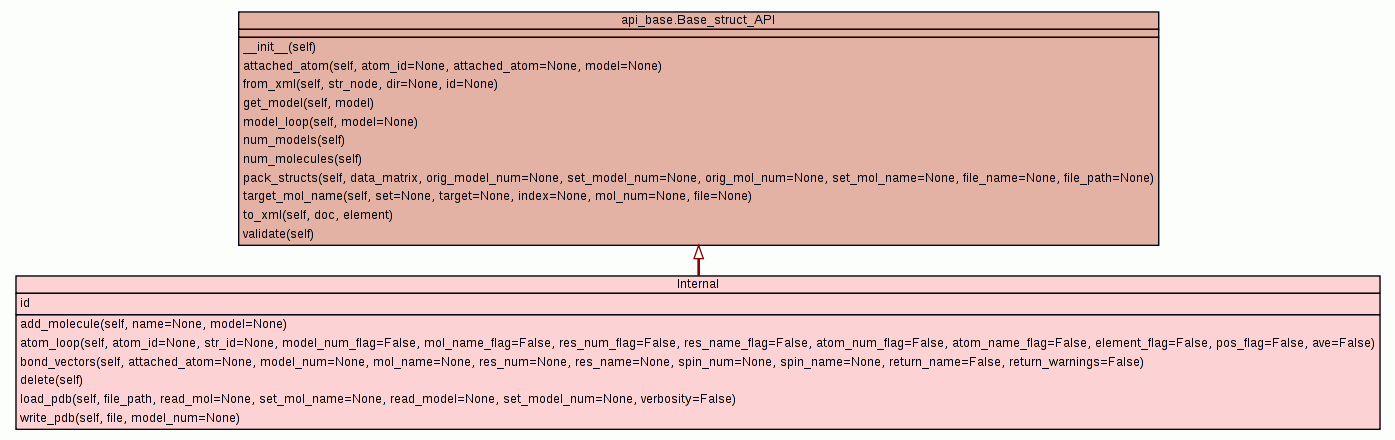 api_base.Base_struct_API
__init__(self)
attached_atom(self, atom_id=None, attached_atom=None, model=None)
from_xml(self, str_node, dir=None, id=None)
get_model(self, model)
model_loop(self, model=None)
num_models(self)
num_molecules(self)
pack_structs(self, data_matrix, orig_model_num=None, set_model_num=None, orig_mol_num=None, set_mol_name=None, file_name=None, file_path=None)
target_mol_name(self, set=None, target=None, index=None, mol_num=None, file=None)
to_xml(self, doc, element)
validate(self)
Internal
id
add_molecule(self, name=None, model=None)
atom_loop(self, atom_id=None, str_id=None, model_num_flag=False, mol_name_flag=False, res_num_flag=False, res_name_flag=False, atom_num_flag=False, atom_name_flag=False, element_flag=False, pos_flag=False, ave=False)
bond_vectors(self, attached_atom=None, model_num=None, mol_name=None, res_num=None, res_name=None, spin_num=None, spin_name=None, return_name=False, return_warnings=False)
delete(self)
load_pdb(self, file_path, read_mol=None, set_mol_name=None, read_model=None, set_model_num=None, verbosity=False)
write_pdb(self, file, model_num=None)